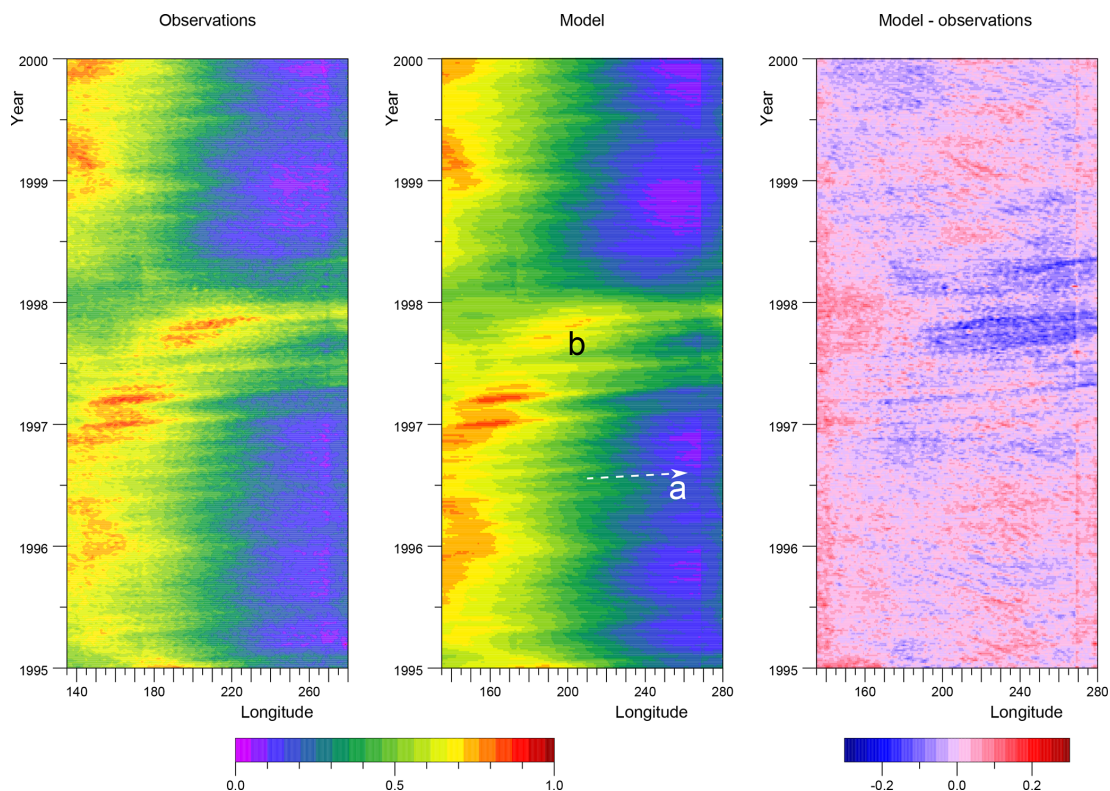 Observations Model Model - observations
2000 2000 2000
Year Year Year
1999 1999 1999
1998 1998 1998
b
1997 1997 1997
a
1996 1996 1996
1995 1995 1995
140 180 220 260 160 200 240 280 160 200 240 280
Longitude Longitude Longitude
0.0 0.5 1.0 -0.2 0.0 0.2